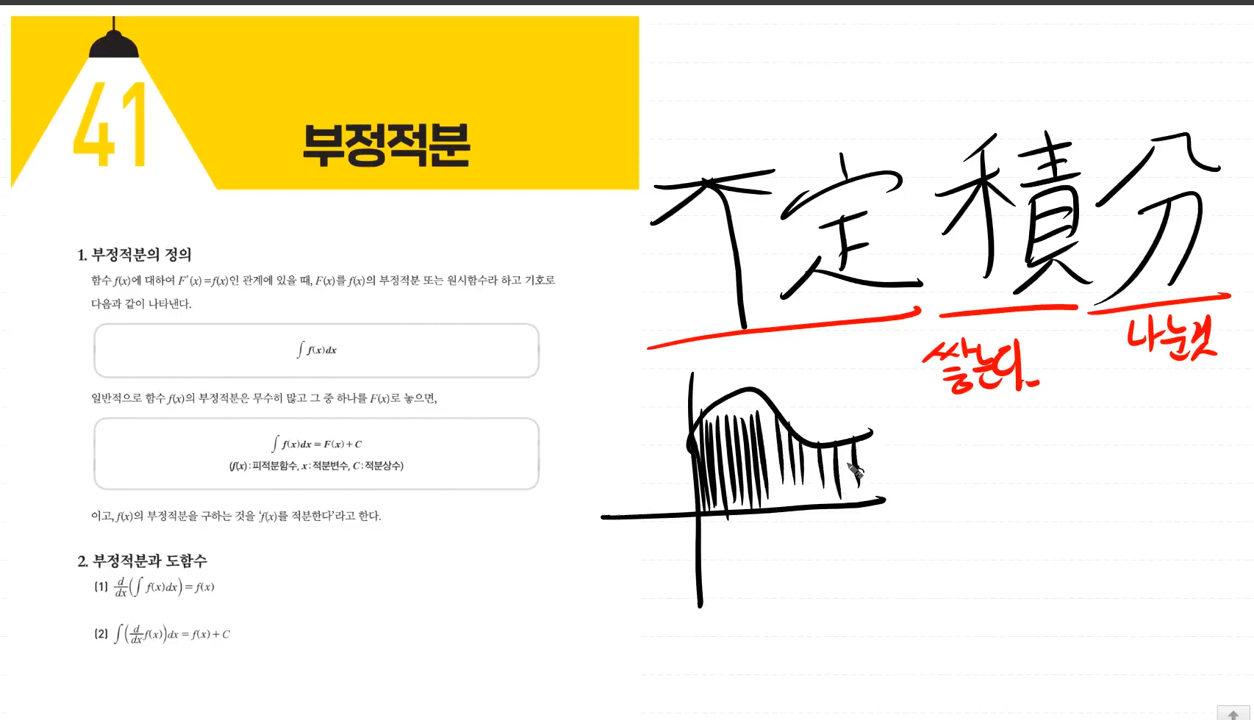 41
부정적분
1. 부정적분의 정의
함수 f(x)에 대하여 F′(x)=f(x)인 관계에 있을 때, F(x)를 f(x)의 부정적분 또는 원시함수라 하고 기호로
다음과 같이 나타낸다.
∫ f(x)dx
일반적으로 함수 f(x)의 부정적분은 무수히 많고 그 중 하나를 F(x)로 놓으면,
∫ f(x)dx = F(x)+C
(f(x) : 피적분함수, x : 적분변수, C : 적분상수)
이고, f(x)의 부정적분을 구하는 것을 ‘f(x)를 적분한다’라고 한다.
2. 부정적분과 도함수
(1) d/dx(∫ f(x)dx) = f(x)
(2) ∫(d/dx f(x))dx = f(x)+C
不定積分
쌓는다.
나눈것